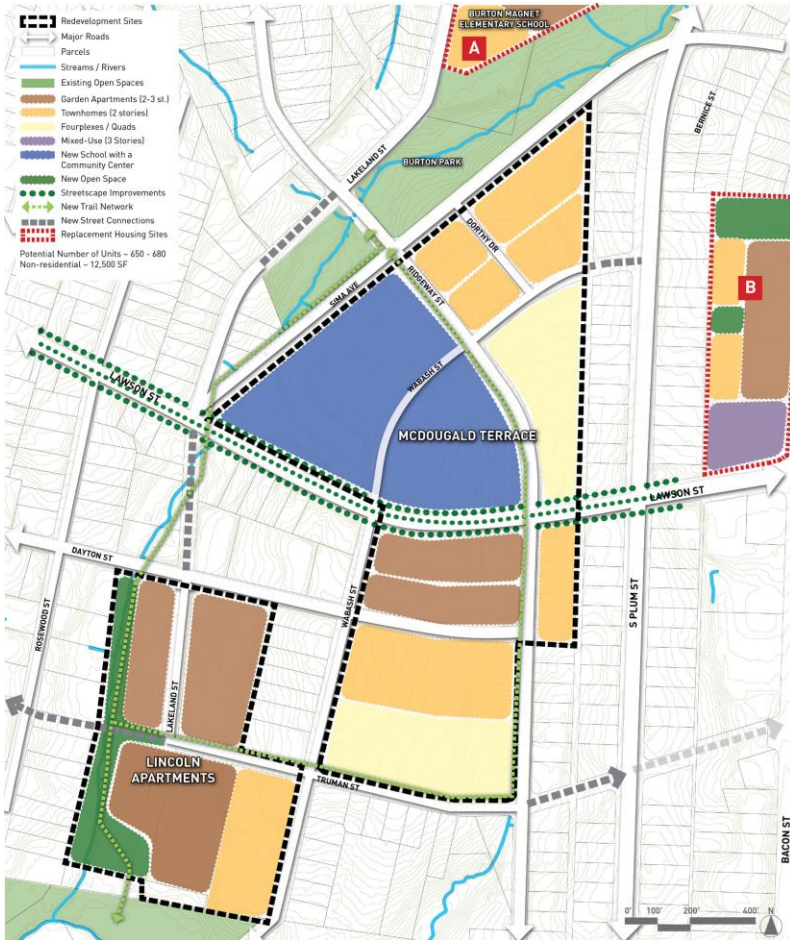 Redevelopment Sites
Major Roads
Parcels
Streams / Rivers
Existing Open Spaces
Garden Apartments (2-3 st.)
Townhomes (2 stories)
Fourplexes / Quads
Mixed-Use (3 Stories)
New School with a
Community Center
New Open Space
Streetscape Improvements
New Trail Network
New Street Connections
Replacement Housing Sites
Potential Number of Units ~ 650 - 680
Non-residential ~ 12,500 SF
BURTON MAGNET
ELEMENTARY SCHOOL
A
BERNICE ST
LAKELAND ST
BURTON PARK
DORTHY DR
RIDGEWAY ST
SIMA AVE
B
WABASH ST
LAWSON ST
MCDOUGALD TERRACE
LAWSON ST
DAYTON ST
ROSEWOOD ST
WABASH ST
S PLUM ST
LAKELAND ST
LINCOLN
APARTMENTS
TRUMAN ST
BACON ST
0' 100' 200' 400' N